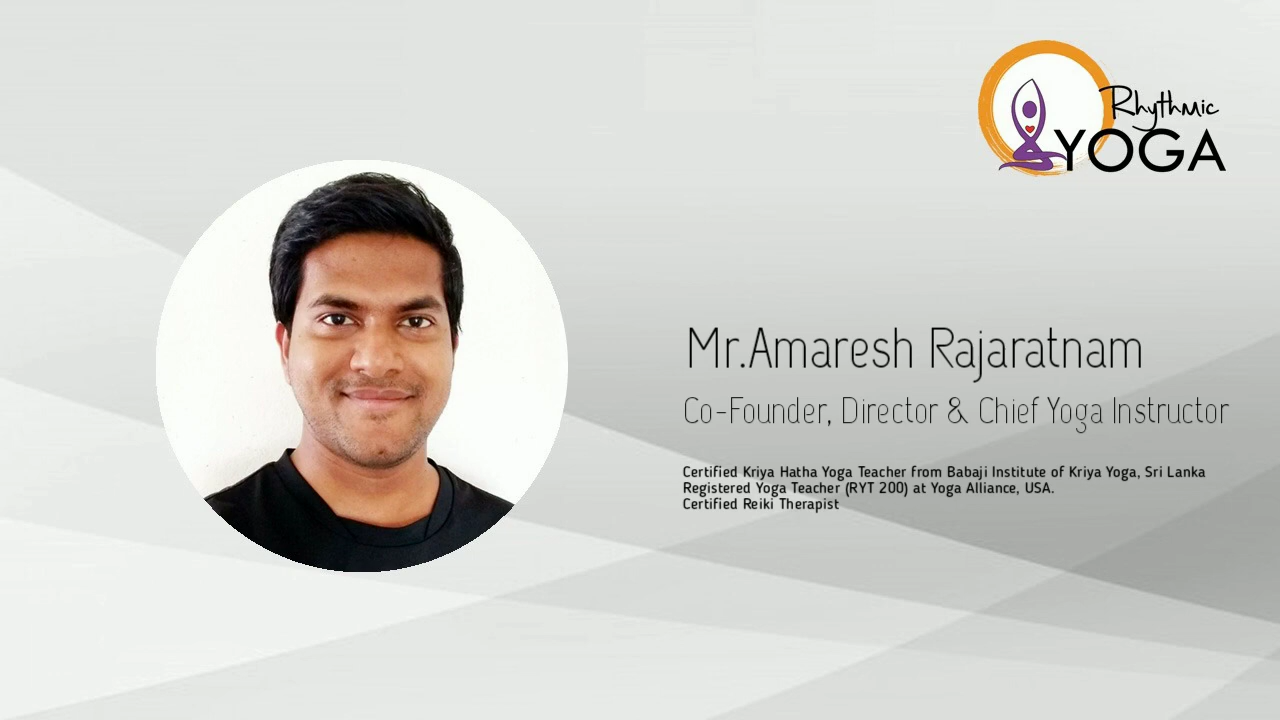 Rhythmic
YOGA
Mr.Amaresh Rajaratnam
Co-Founder, Director & Chief Yoga Instructor
Certified Kriya Hatha Yoga Teacher from Babaji Institute of Kriya Yoga, Sri Lanka
Registered Yoga Teacher (RYT 200) at Yoga Alliance, USA.
Certified Reiki Therapist